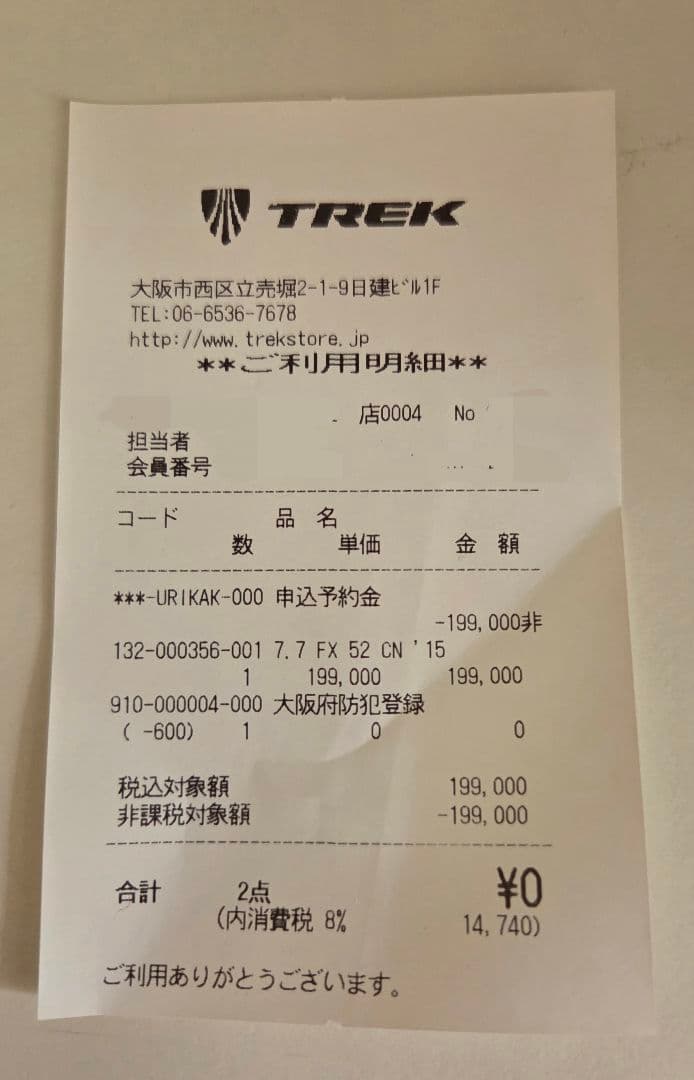 TREK
大阪市西区立売堀2-1-9日建ﾋﾞﾙ1F
TEL:06-6536-7678
http://www.trekstore.jp
**ご利用明細**
店0004 No
担当者
会員番号
コード 品 名
数 単価 金 額
***-URIKAK-000 申込予約金
-199,000非
132-000356-001 7.7 FX 52 CN '15
1 199,000 199,000
910-000004-000 大阪府防犯登録
( -600) 1 0 0
税込対象額 199,000
非課税対象額 -199,000
合計 2点 ¥0
(内消費税 8% 14,740)
ご利用ありがとうございます。